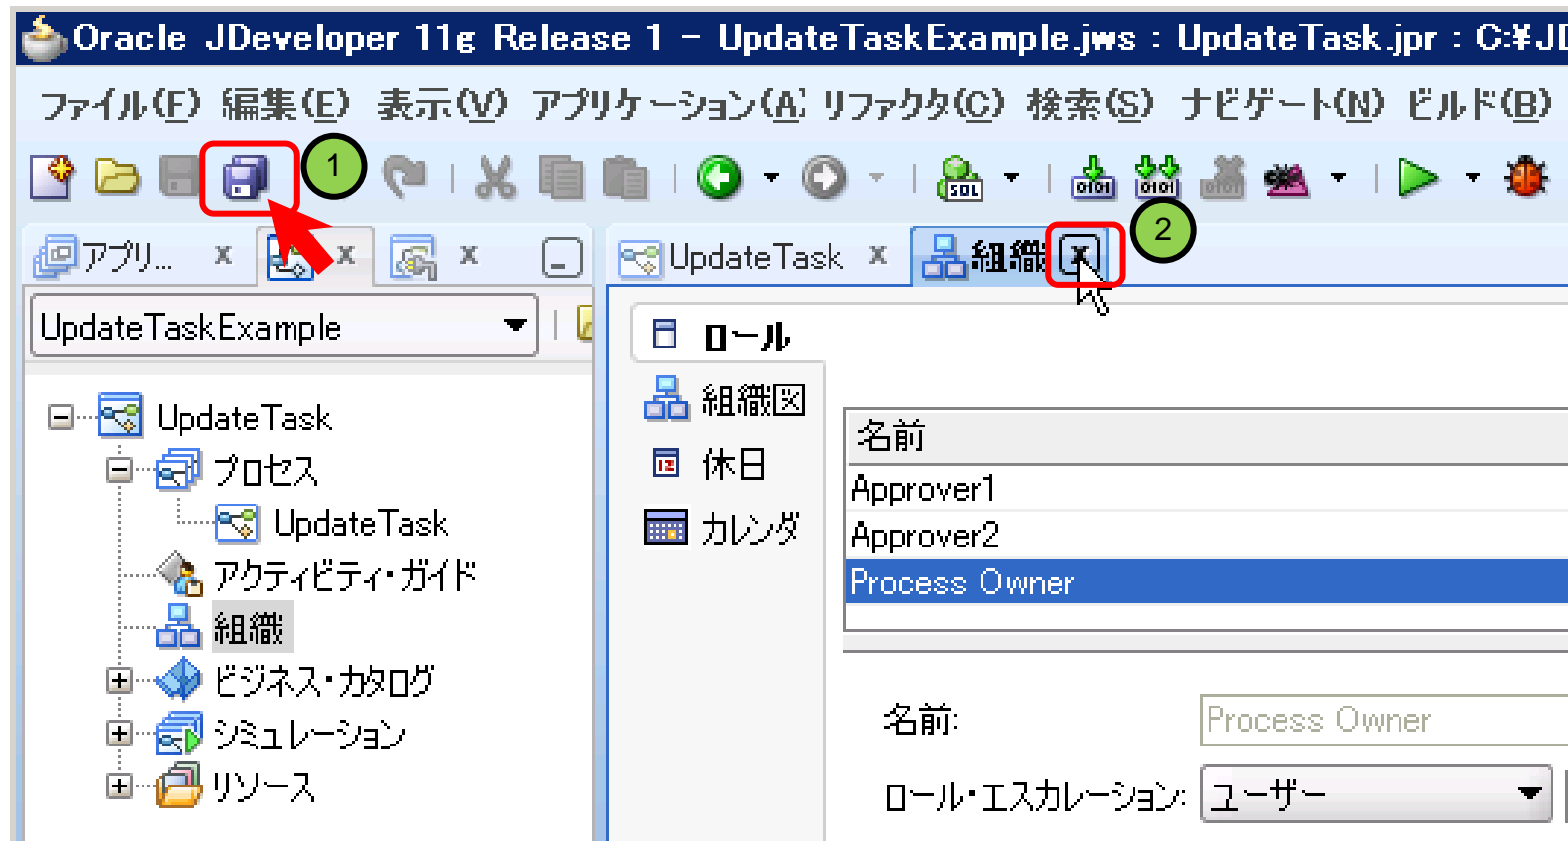 Oracle JDeveloper 11g Release 1 - UpdateTaskExample.jws : UpdateTask.jpr : C:¥JD
ファイル(F) 編集(E) 表示(V) アプリケーション(A) リファクタ(C) 検索(S) ナビゲート(N) ビルド(B)
1
SQL
0101
0101
0101
2
アプリ... x
x
x
UpdateTask x
組織 x
UpdateTaskExample
UpdateTask
プロセス
UpdateTask
アクティビティ・ガイド
組織
ビジネス・カタログ
シミュレーション
リソース
ロール
組織図
12
休日
カレンダ
名前
Approver1
Approver2
Process Owner
名前:
Process Owner
ロール・エスカレーション:
ユーザー